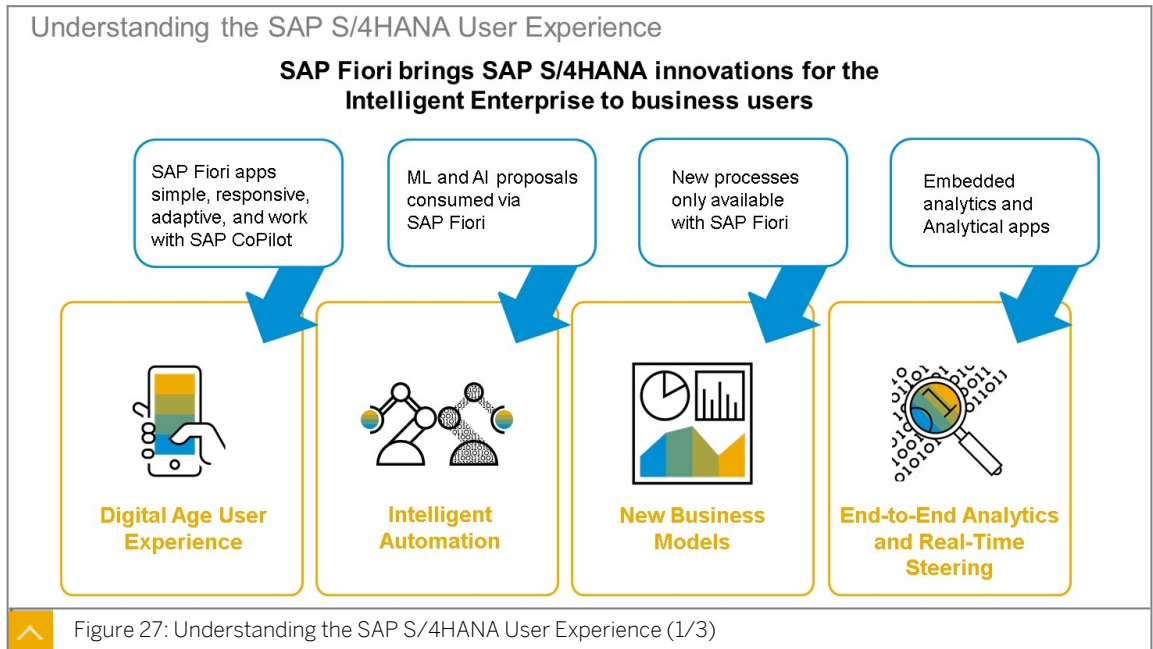 Understanding the SAP S/4HANA User Experience
SAP Fiori brings SAP S/4HANA innovations for the
Intelligent Enterprise to business users
SAP Fiori apps
simple, responsive,
adaptive, and work
with SAP CoPilot
ML and AI proposals
consumed via
SAP Fiori
New processes
only available
with SAP Fiori
Embedded
analytics and
Analytical apps
Digital Age User
Experience
Intelligent
Automation
New Business
Models
End-to-End Analytics
and Real-Time
Steering
Figure 27: Understanding the SAP S/4HANA User Experience (1/3)